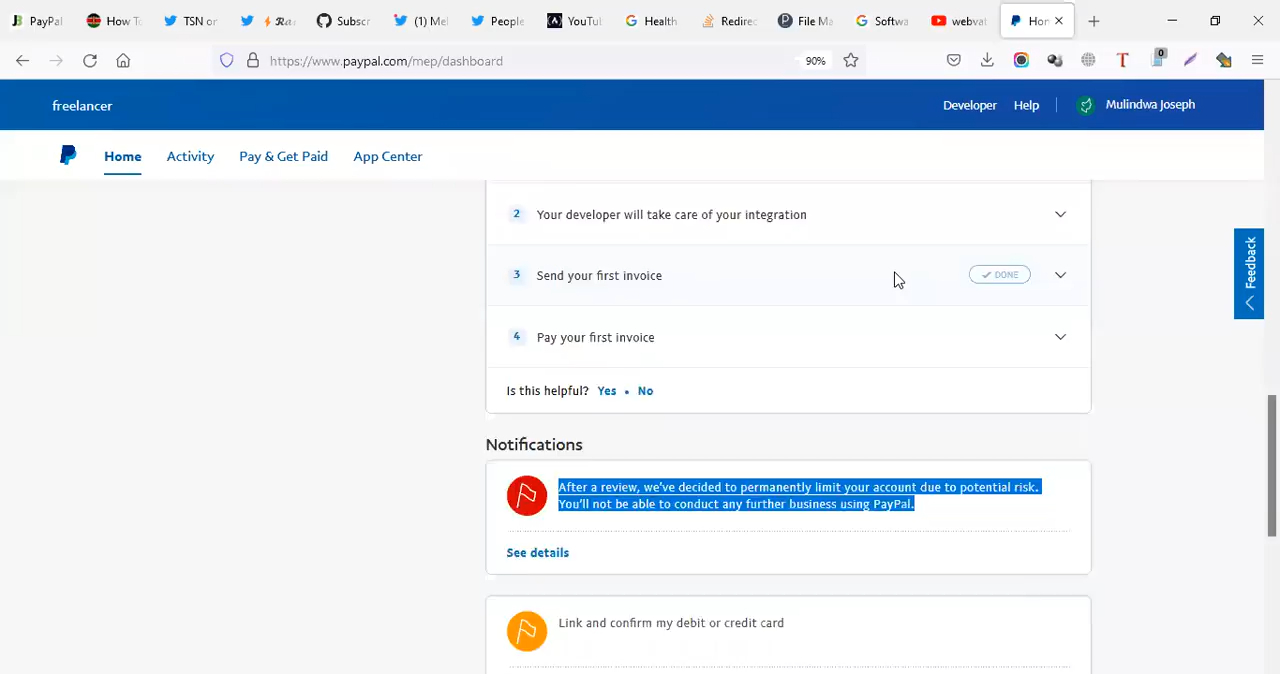 PayPal
How To
TSN or
Subscr
(1) Me
People
YouTu
Health
Redirec
File Ma
Softwa
webvat
Hon
https://www.paypal.com/mep/dashboard
90%
T
0
freelancer
Developer
Help
Mulindwa Joseph
Home
Activity
Pay & Get Paid
App Center
2 Your developer will take care of your integration
3 Send your first invoice
DONE
4 Pay your first invoice
Is this helpful? Yes • No
Feedback
Notifications
After a review, we've decided to permanently limit your account due to potential risk.
You'll not be able to conduct any further business using PayPal.
See details
Link and confirm my debit or credit card